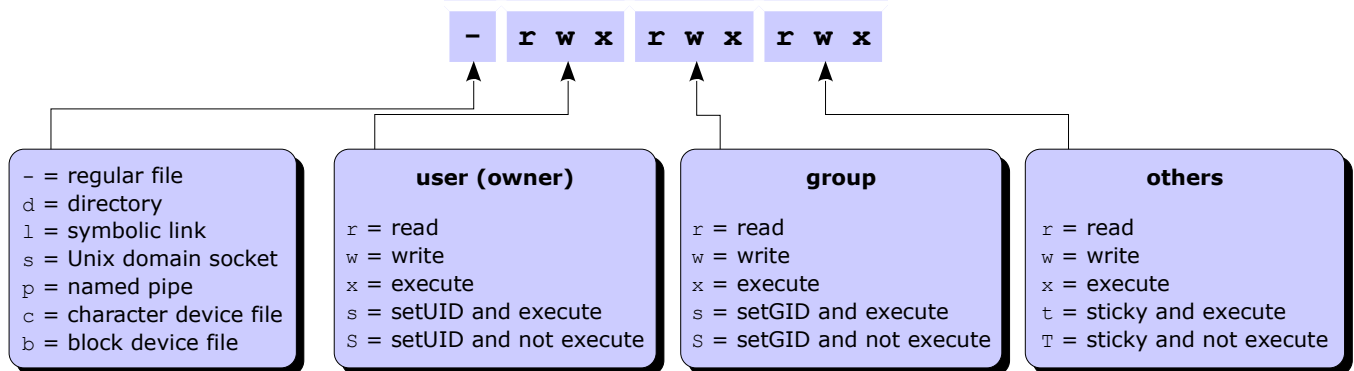 - r w x r w x r w x
- = regular file
d = directory
l = symbolic link
s = Unix domain socket
p = named pipe
c = character device file
b = block device file
user (owner)
r = read
w = write
x = execute
s = setUID and execute
S = setUID and not execute
group
r = read
w = write
x = execute
s = setGID and execute
S = setGID and not execute
others
r = read
w = write
x = execute
t = sticky and execute
T = sticky and not execute